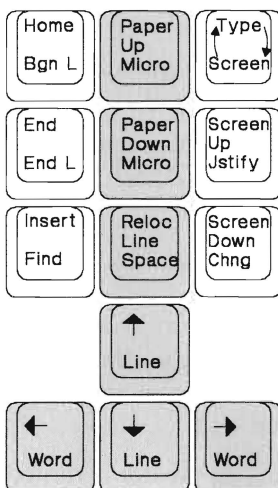 Home
Bgn L
Paper
Up
Micro
Type
Screen
End
End L
Paper
Down
Micro
Screen
Up
Jstify
Insert
Find
Reloc
Line
Space
Screen
Down
Chng
↑
Line
←
Word
↓
Line
→
Word